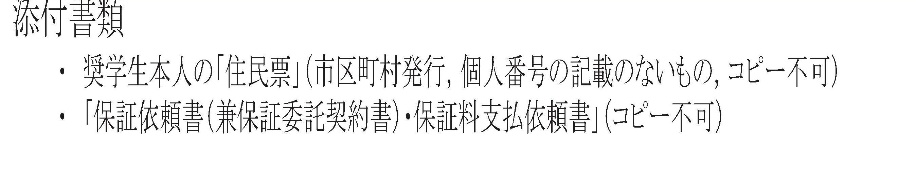 添付書類
・ 奨学生本人の「住民票」(市区町村発行, 個人番号の記載のないもの, コピー不可)
・ 「保証依頼書(兼保証委託契約書)・保証料支払依頼書」(コピー不可)